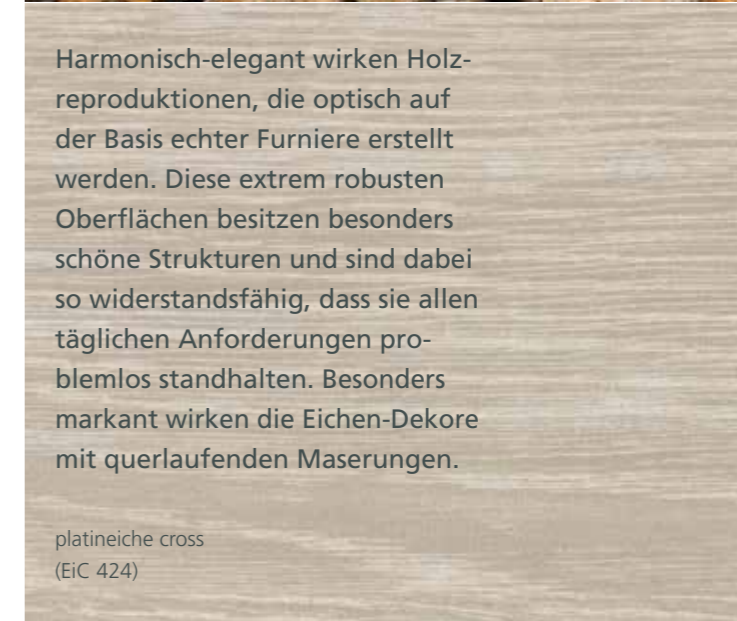 Harmonisch-elegant wirken Holz-
reproduktionen, die optisch auf
der Basis echter Furniere erstellt
werden. Diese extrem robusten
Oberflächen besitzen besonders
schöne Strukturen und sind dabei
so widerstandsfähig, dass sie allen
täglichen Anforderungen pro-
blemlos standhalten. Besonders
markant wirken die Eichen-Dekore
mit querlaufenden Maserungen.
platineiche cross
(EiC 424)